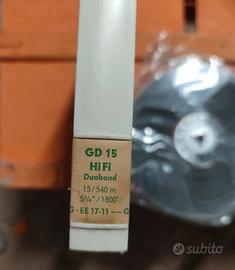 GD 15
HiFi
Duoband
15/540 m
5¾"/1800'
G - EE 17-11 -- G
subito